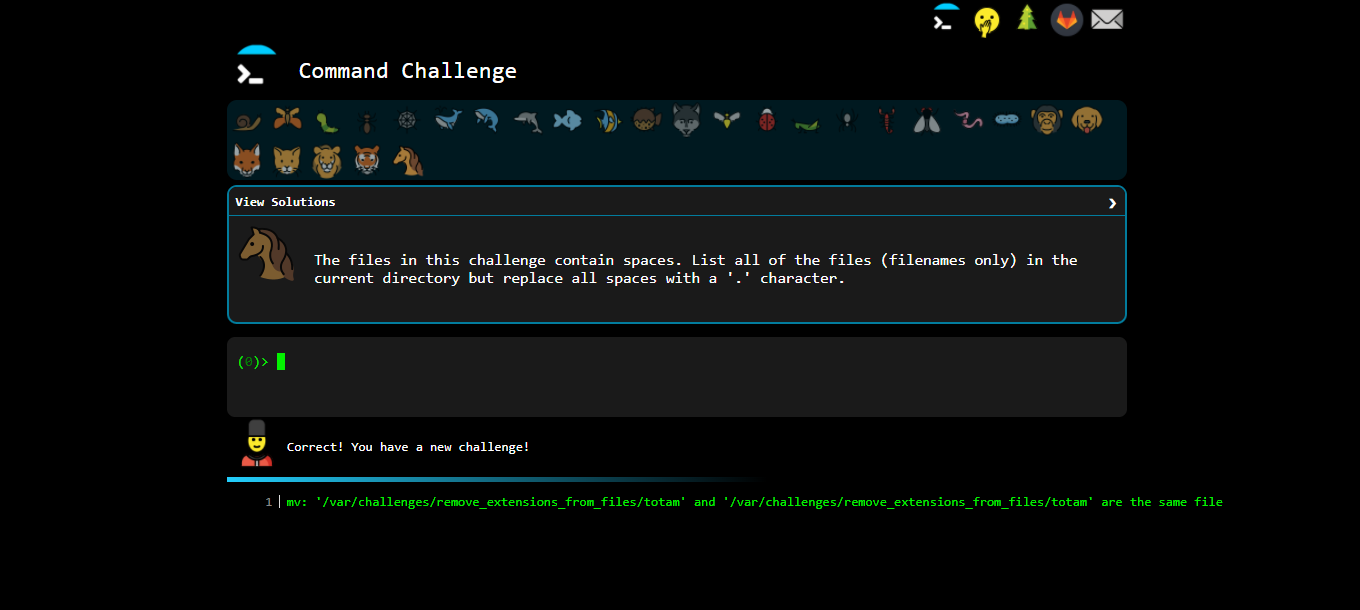 Command Challenge
View Solutions
The files in this challenge contain spaces. List all of the files (filenames only) in the
current directory but replace all spaces with a '.' character.
(0)>
Correct! You have a new challenge!
1 mv: '/var/challenges/remove_extensions_from_files/totam' and '/var/challenges/remove_extensions_from_files/totam' are the same file